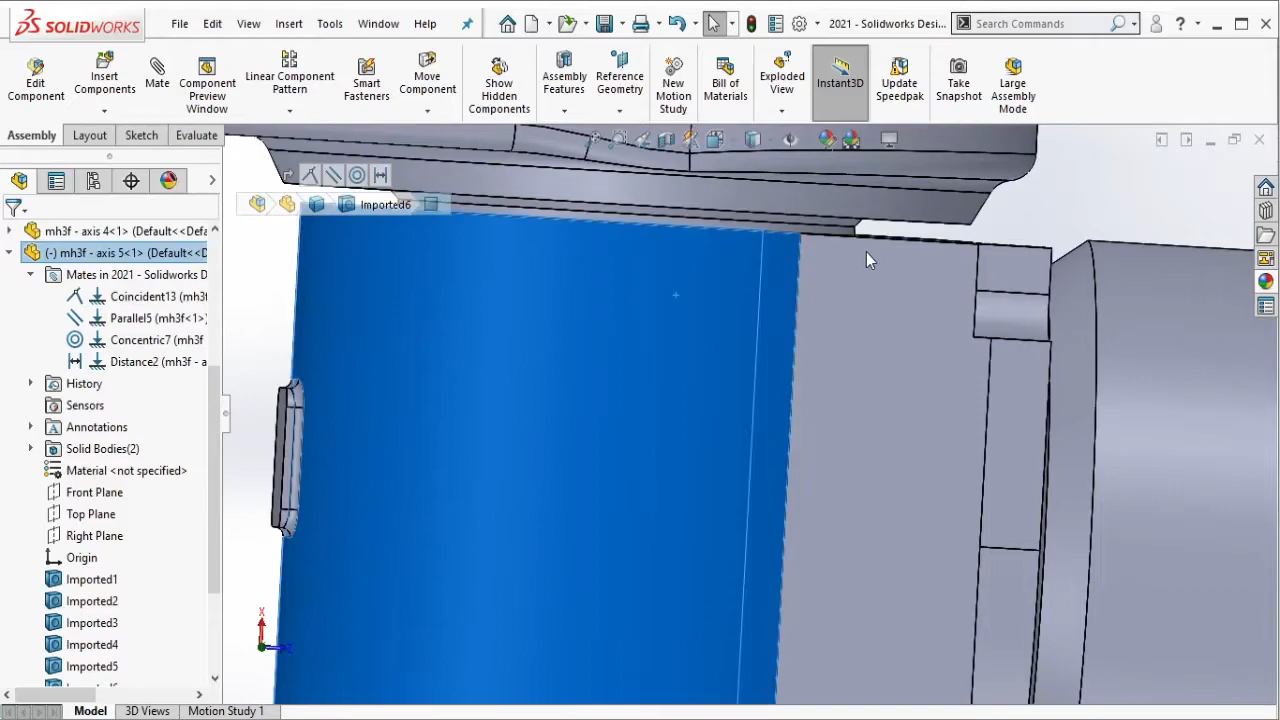 SOLIDWORKS
File Edit View Insert Tools Window Help
2021 - Solidworks Desi...
Search Commands
Edit Component
Insert Components
Mate
Component Preview Window
Linear Component Pattern
Smart Fasteners
Move Component
Show Hidden Components
Assembly Features
Reference Geometry
New Motion Study
Bill of Materials
Exploded View
Instant3D
Update Speedpak
Take Snapshot
Large Assembly Mode
Assembly Layout Sketch Evaluate
Imported6
mh3f - axis 4<1> (Default<<Defa
(-) mh3f - axis 5<1> (Default<<D
Mates in 2021 - Solidworks D
Coincident13 (mh3f
Parallel5 (mh3f<1>)
Concentric7 (mh3f
Distance2 (mh3f - a
History
Sensors
Annotations
Solid Bodies(2)
Material <not specified>
Front Plane
Top Plane
Right Plane
Origin
Imported1
Imported2
Imported3
Imported4
Imported5
X
Z
Model 3D Views Motion Study 1